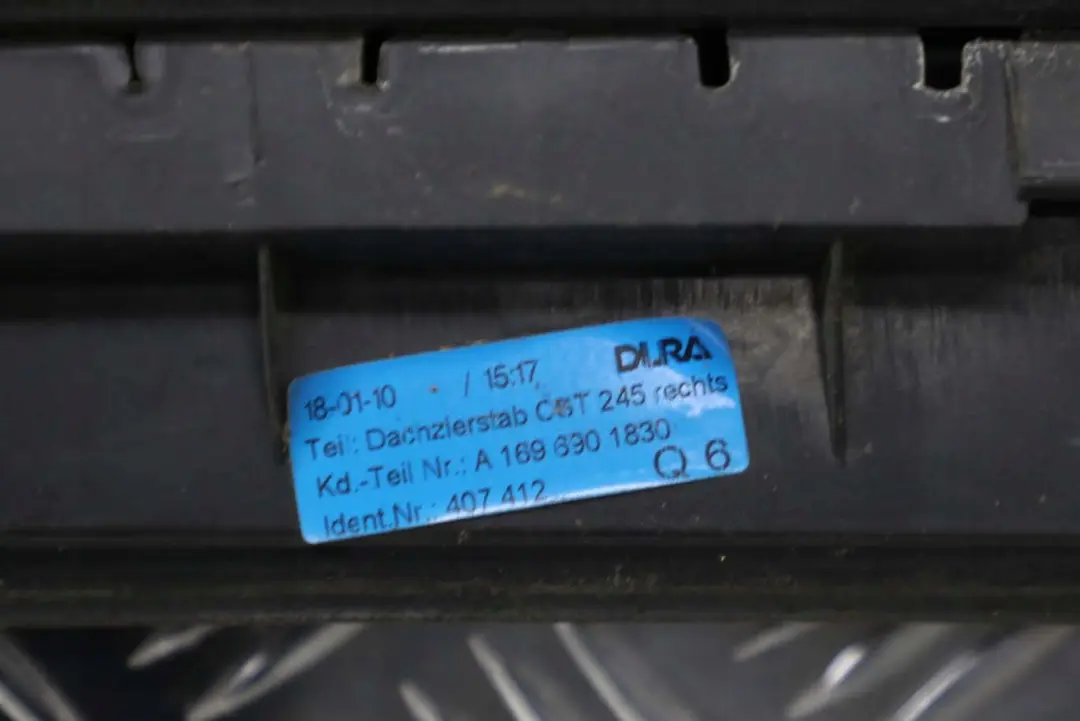 18-01-10 / 15:17 DURA
Teil: Dachzierstab CST 245 rechts
Kd.-Teil Nr.: A 169 690 1830
Ident.Nr.: 407 412 Q 6